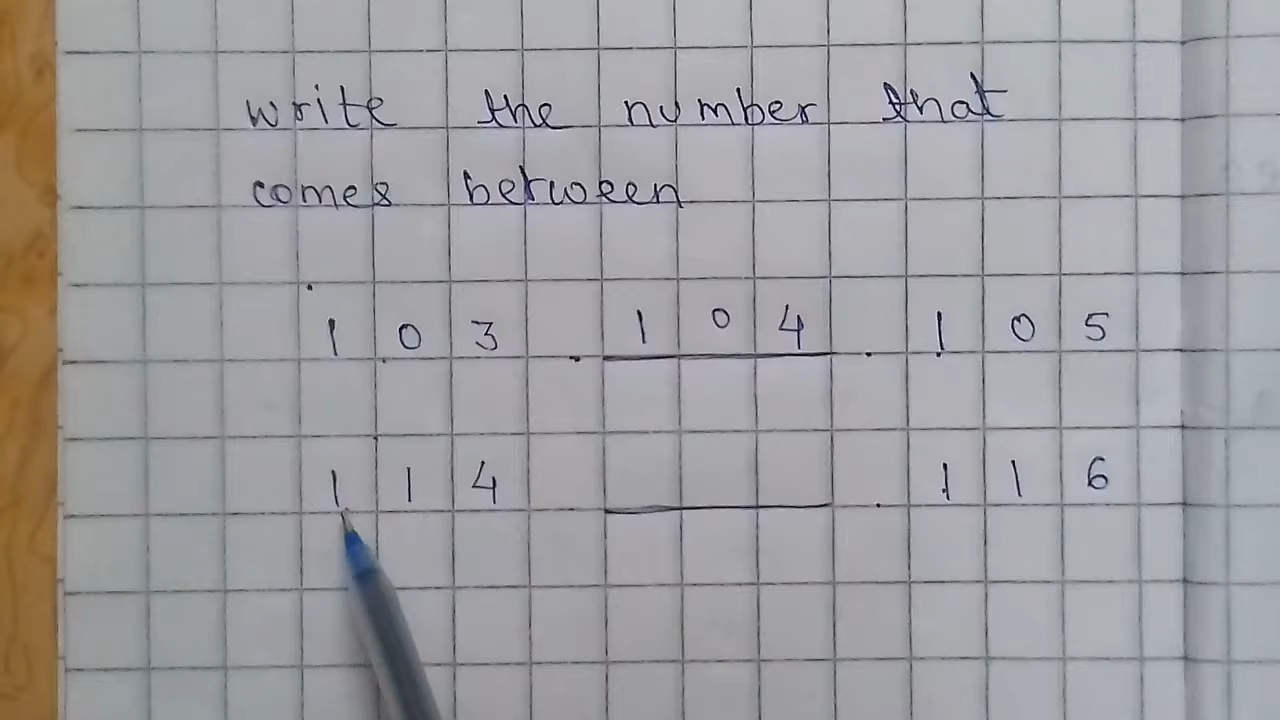 write the number that
comes between
103 . 104 . 105
114 ___ . 116